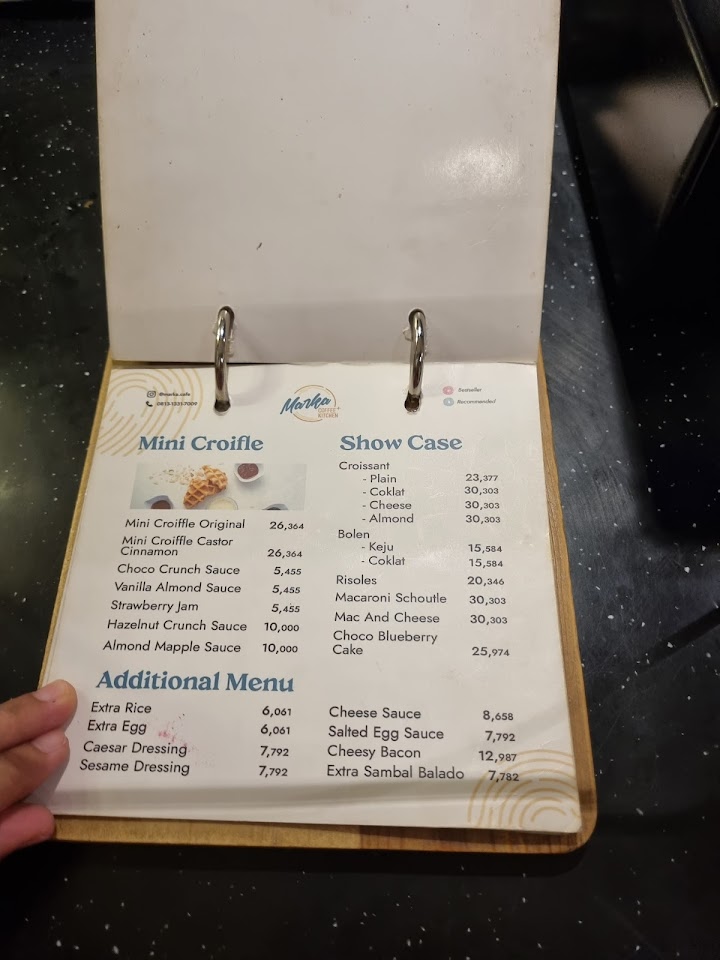 @marka.cafe
0813-1331-7009
Marka
COFFEE +
KITCHEN
Bestseller
Recommended
Mini Croifle
Mini Croiffle Original 26,364
Mini Croiffle Castor
Cinnamon 26,364
Choco Crunch Sauce 5,455
Vanilla Almond Sauce 5,455
Strawberry Jam 5,455
Hazelnut Crunch Sauce 10,000
Almond Mapple Sauce 10,000
Show Case
Croissant
- Plain 23,377
- Coklat 30,303
- Cheese 30,303
- Almond 30,303
Bolen
- Keju 15,584
- Coklat 15,584
Risoles 20,346
Macaroni Schoutle 30,303
Mac And Cheese 30,303
Choco Blueberry
Cake 25,974
Additional Menu
Extra Rice 6,061
Extra Egg 6,061
Caesar Dressing 7,792
Sesame Dressing 7,792
Cheese Sauce 8,658
Salted Egg Sauce 7,792
Cheesy Bacon 12,987
Extra Sambal Balado 7,782